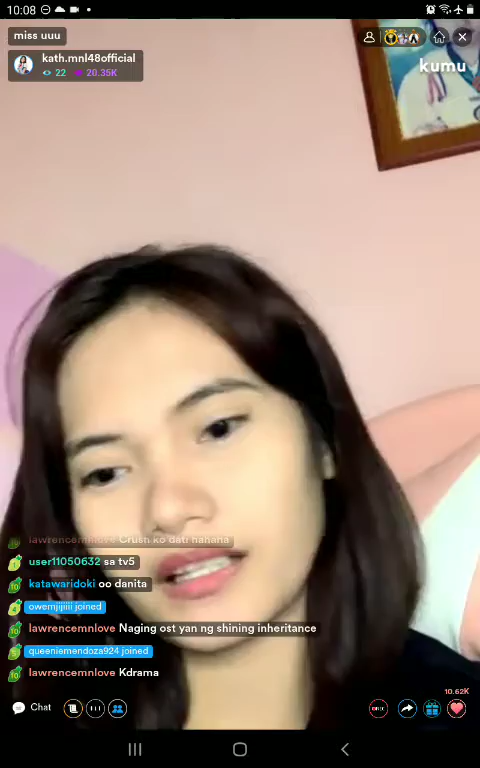 10:08
miss uuu
kath.mnl48official
22 20.35K
kumu
lawrencemnlove Crush ko dati hahaha
user11050632 sa tv5
katawaridoki oo danita
owemjijiiii joined
lawrencemnlove Naging ost yan ng shining inheritance
queeniemendoza924 joined
lawrencemnlove Kdrama
10.62K
Chat